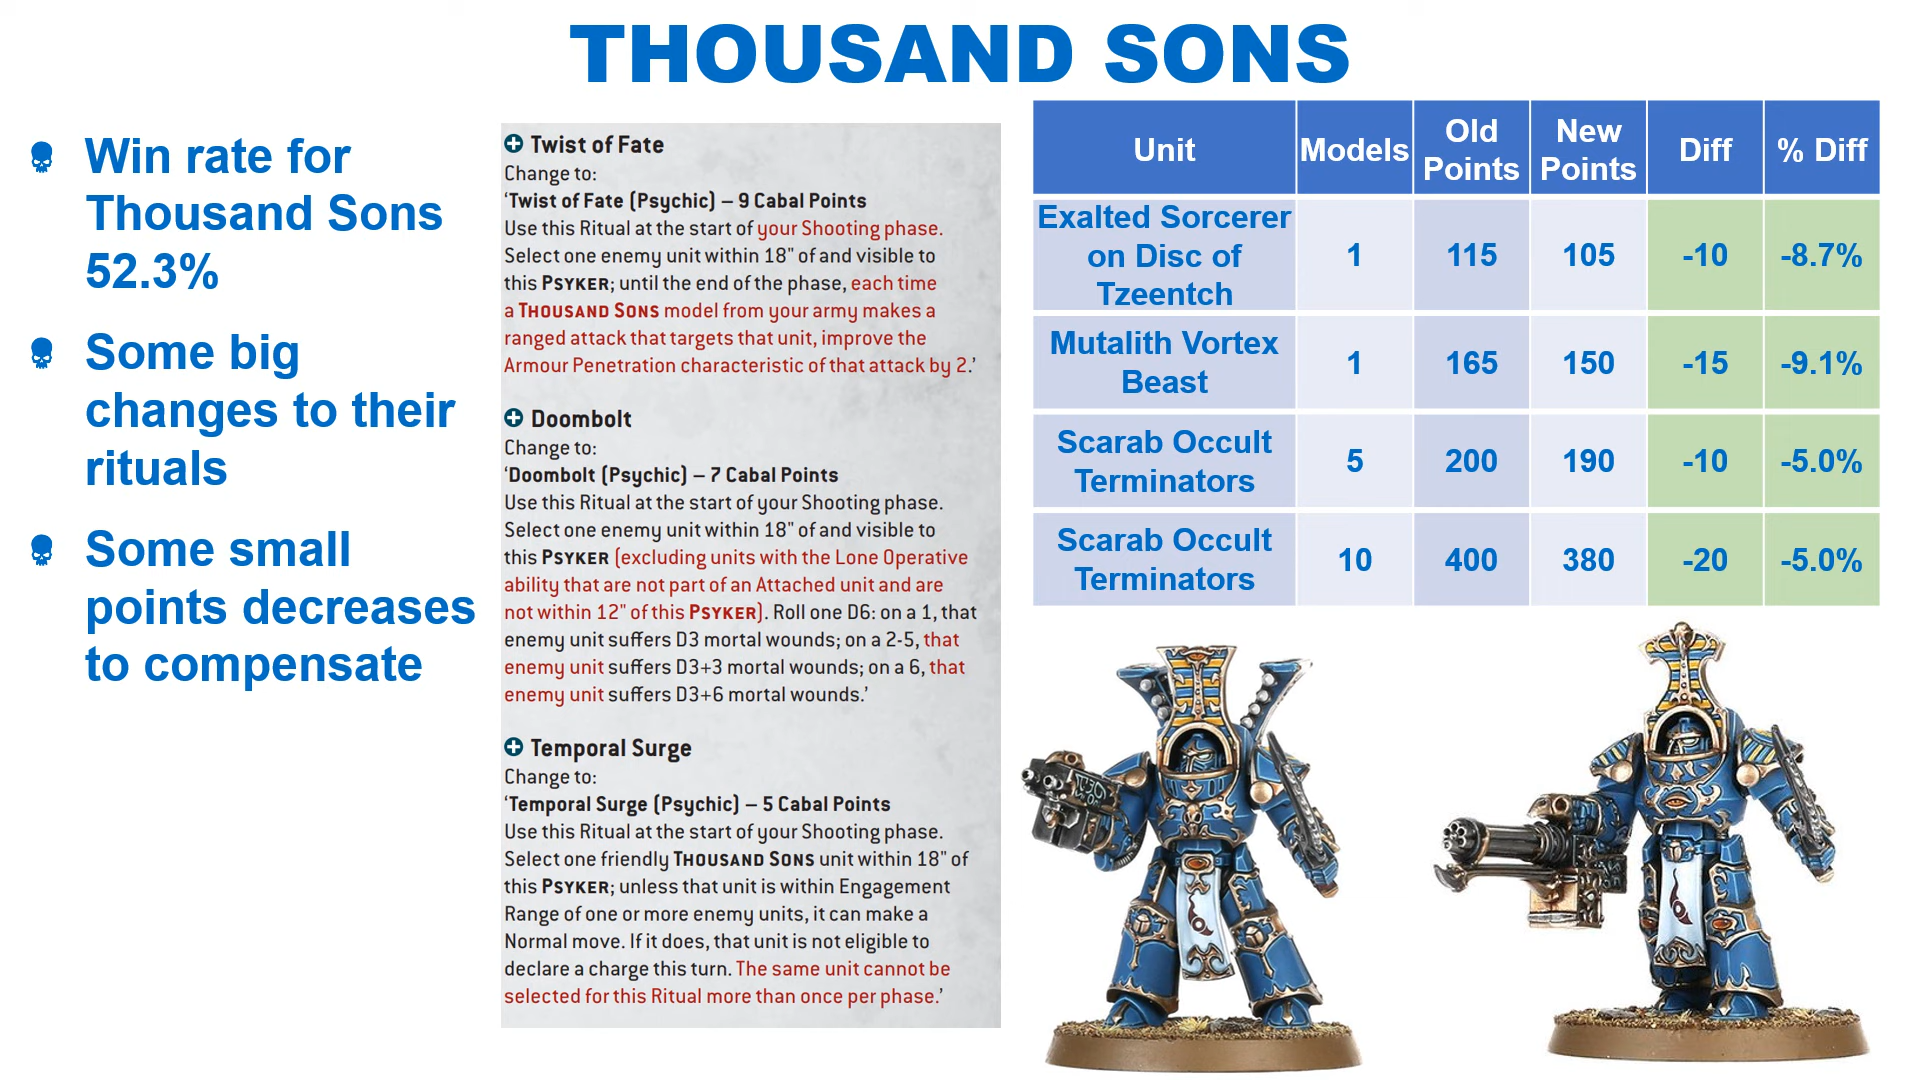 THOUSAND SONS
Win rate for
Thousand Sons
52.3%
Some big
changes to their
rituals
Some small
points decreases
to compensate
Twist of Fate
Change to:
‘Twist of Fate (Psychic) – 9 Cabal Points
Use this Ritual at the start of your Shooting phase.
Select one enemy unit within 18" of and visible to
this PSYKER; until the end of the phase, each time
a THOUSAND SONS model from your army makes a
ranged attack that targets that unit, improve the
Armour Penetration characteristic of that attack by 2.’
Doombolt
Change to:
‘Doombolt (Psychic) – 7 Cabal Points
Use this Ritual at the start of your Shooting phase.
Select one enemy unit within 18" of and visible to
this PSYKER (excluding units with the Lone Operative
ability that are not part of an Attached unit and are
not within 12" of this PSYKER). Roll one D6: on a 1, that
enemy unit suffers D3 mortal wounds; on a 2-5, that
enemy unit suffers D3+3 mortal wounds; on a 6, that
enemy unit suffers D3+6 mortal wounds.’
Temporal Surge
Change to:
‘Temporal Surge (Psychic) – 5 Cabal Points
Use this Ritual at the start of your Shooting phase.
Select one friendly THOUSAND SONS unit within 18" of
this PSYKER; unless that unit is within Engagement
Range of one or more enemy units, it can make a
Normal move. If it does, that unit is not eligible to
declare a charge this turn. The same unit cannot be
selected for this Ritual more than once per phase.’
Unit Models Old Points New Points Diff % Diff
Exalted Sorcerer on Disc of Tzeentch 1 115 105 -10 -8.7%
Mutalith Vortex Beast 1 165 150 -15 -9.1%
Scarab Occult Terminators 5 200 190 -10 -5.0%
Scarab Occult Terminators 10 400 380 -20 -5.0%